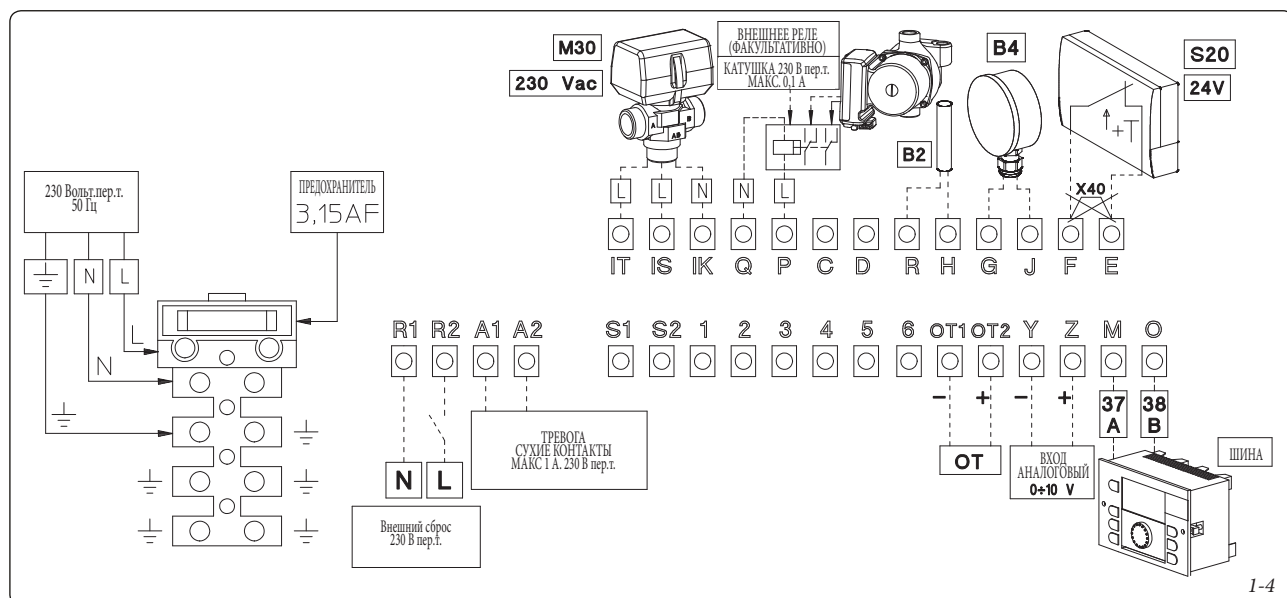 M30
230 Vac
ВНЕШНЕЕ РЕЛЕ
(ФАКУЛЬТАТИВНО)
КАТУШКА 230 В пер.т.
МАКС. 0,1 А
B4
S20
24V
A
B
AB
B2
+T
X40
L
L
N
N
L
IT
IS
IK
Q
P
C
D
R
H
G
J
F
E
230 Вольт.пер.т.
50 Гц
ПРЕДОХРАНИТЕЛЬ
3,15AF
N
L
L
N
R1
R2
A1
A2
S1
S2
1
2
3
4
5
6
OT1
OT2
Y
Z
M
O
N
L
Внешний сброс
230 В пер.т.
ТРЕВОГА
СУХИЕ КОНТАКТЫ
МАКС 1 А. 230 В пер.т.
−
+
−
+
OT
ВХОД
АНАЛОГОВЫЙ
0÷10 V
37
A
38
B
ШИНА
1-4